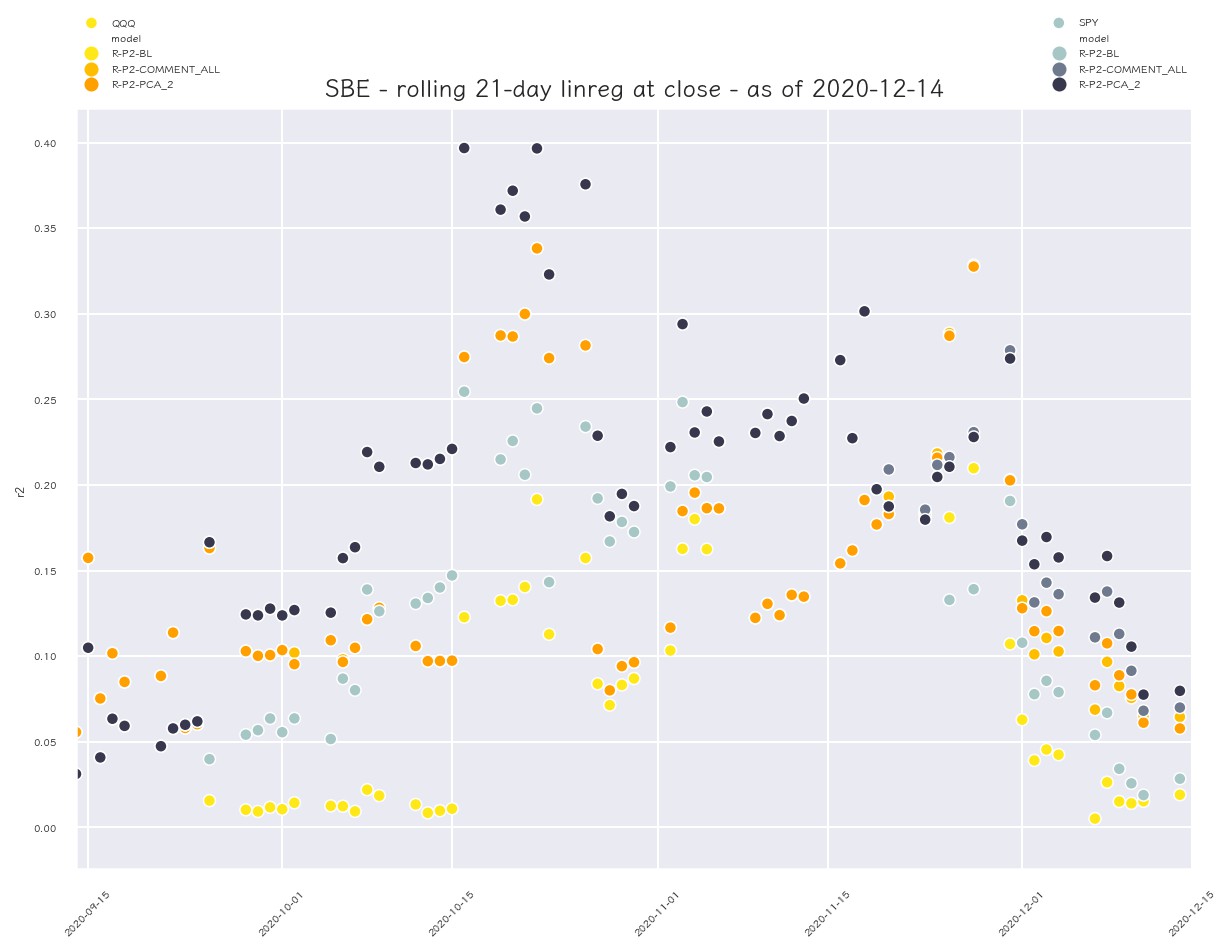 QQQ
model
R-P2-BL
R-P2-COMMENT_ALL
R-P2-PCA_2
SPY
model
R-P2-BL
R-P2-COMMENT_ALL
R-P2-PCA_2
SBE - rolling 21-day linreg at close - as of 2020-12-14
0.40
0.35
0.30
0.25
0.20
0.15
0.10
0.05
0.00
r2
2020-09-15
2020-10-01
2020-10-15
2020-11-01
2020-11-15
2020-12-01
2020-12-15